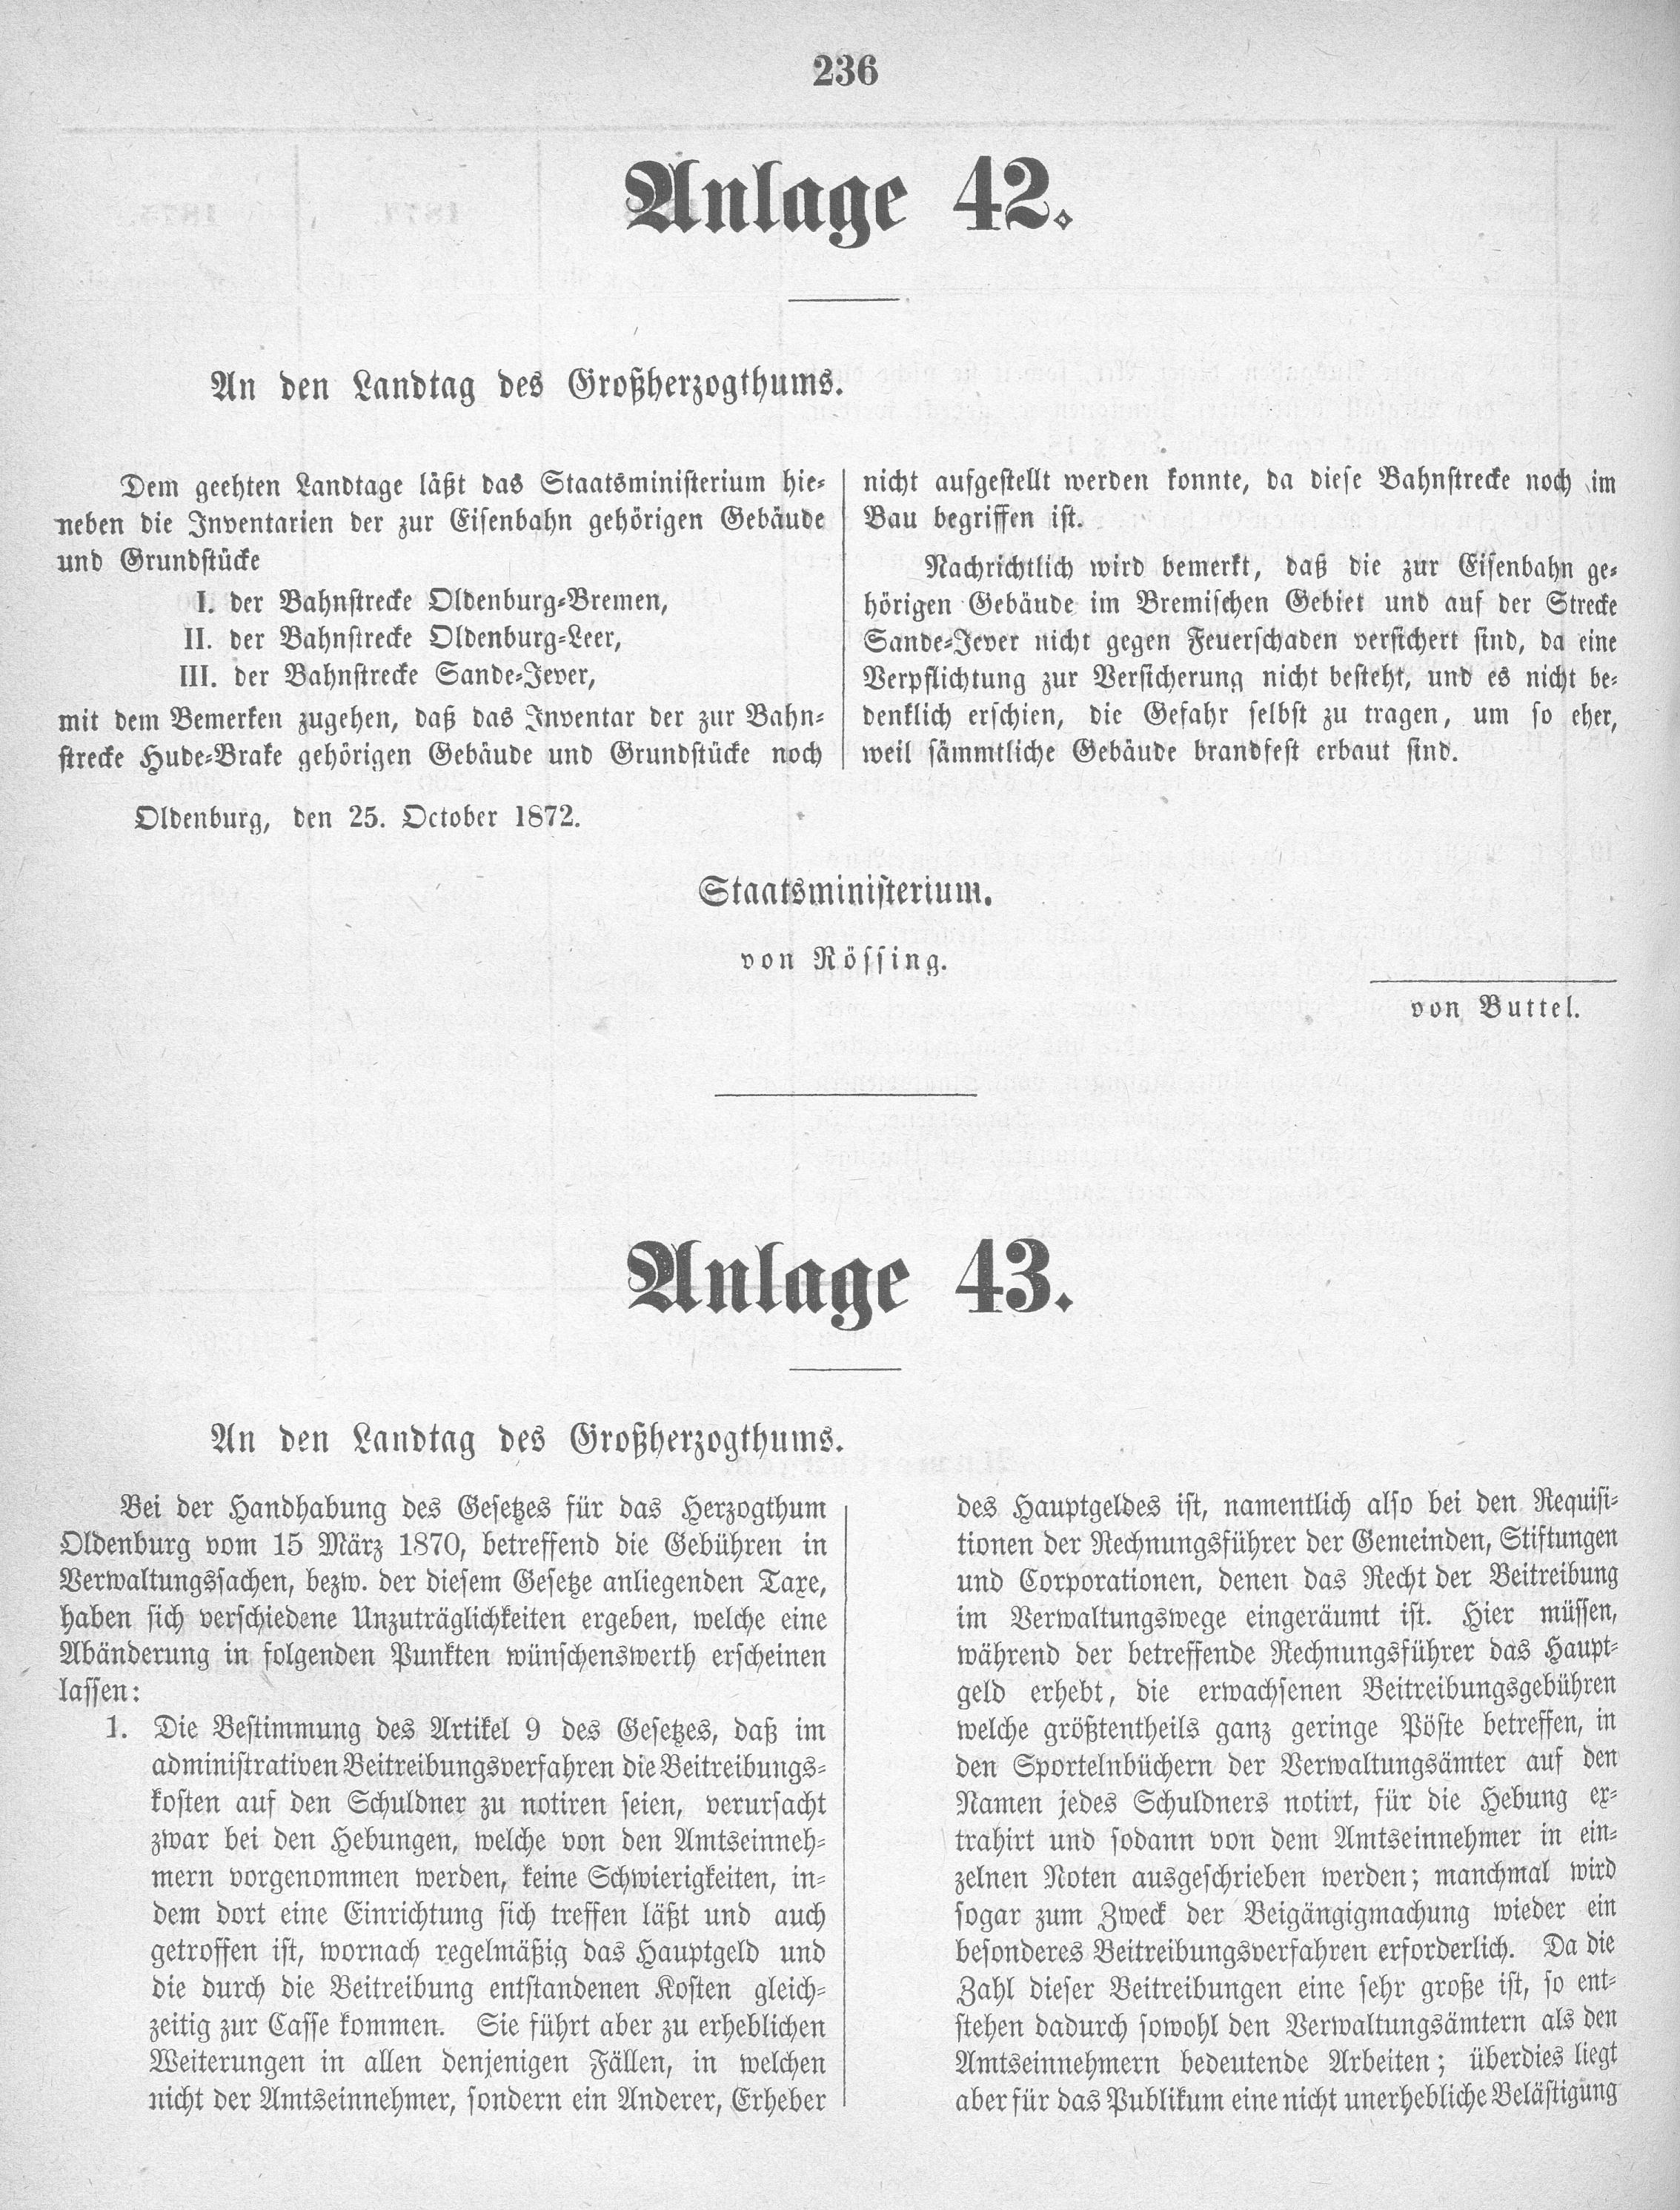 236
Anlage 42.
An den Landtag des Großherzogthums.
Dem geehten Landtage läßt das Staatsministerium hie-
neben die Inventarien der zur Eisenbahn gehörigen Gebäude
und Grundstücke
I. der Bahnstrecke Oldenburg-Bremen,
II. der Bahnstrecke Oldenburg-Leer,
III. der Bahnstrecke Sande-Jever,
mit dem Bemerken zugehen, daß das Inventar der zur Bahn-
strecke Hude-Brake gehörigen Gebäude und Grundstücke noch
nicht aufgestellt werden konnte, da diese Bahnstrecke noch im
Bau begriffen ist.
Nachrichtlich wird bemerkt, daß die zur Eisenbahn ge-
hörigen Gebäude im Bremischen Gebiet und auf der Strecke
Sande-Jever nicht gegen Feuerschaden versichert sind, da eine
Verpflichtung zur Versicherung nicht besteht, und es nicht be-
denklich erschien, die Gefahr selbst zu tragen, um so eher,
weil sämmtliche Gebäude brandfest erbaut sind.
Oldenburg, den 25. October 1872.
Staatsministerium.
von Rössing.
von Buttel.
Anlage 43.
An den Landtag des Großherzogthums.
Bei der Handhabung des Gesetzes für das Herzogthum
Oldenburg vom 15 März 1870, betreffend die Gebühren in
Verwaltungssachen, bezw. der diesem Gesetze anliegenden Taxe,
haben sich verschiedene Unzuträglichkeiten ergeben, welche eine
Abänderung in folgenden Punkten wünschenswerth erscheinen
lassen:
1. Die Bestimmung des Artikel 9 des Gesetzes, daß im
administrativen Beitreibungsverfahren die Beitreibungs-
kosten auf den Schuldner zu notiren seien, verursacht
zwar bei den Hebungen, welche von den Amtseinneh-
mern vorgenommen werden, keine Schwierigkeiten, in-
dem dort eine Einrichtung sich treffen läßt und auch
getroffen ist, wornach regelmäßig das Hauptgeld und
die durch die Beitreibung entstandenen Kosten gleich-
zeitig zur Casse kommen. Sie führt aber zu erheblichen
Weiterungen in allen denjenigen Fällen, in welchen
nicht der Amtseinnehmer, sondern ein Anderer, Erheber
des Hauptgeldes ist, namentlich also bei den Requisi-
tionen der Rechnungsführer der Gemeinden, Stiftungen
und Corporationen, denen das Recht der Beitreibung
im Verwaltungswege eingeräumt ist. Hier müssen,
während der betreffende Rechnungsführer das Haupt-
geld erhebt, die erwachsenen Beitreibungsgebühren
welche größtentheils ganz geringe Pöste betreffen, in
den Sportelnbüchern der Verwaltungsämter auf den
Namen jedes Schuldners notirt, für die Hebung ex-
trahirt und sodann von dem Amtseinnehmer in ein-
zelnen Noten ausgeschrieben werden; manchmal wird
sogar zum Zweck der Beigängigmachung wieder ein
besonderes Beitreibungsverfahren erforderlich. Da die
Zahl dieser Beitreibungen eine sehr große ist, so ent-
stehen dadurch sowohl den Verwaltungsämtern als den
Amtseinnehmern bedeutende Arbeiten; überdies liegt
aber für das Publikum eine nicht unerhebliche Belästigung